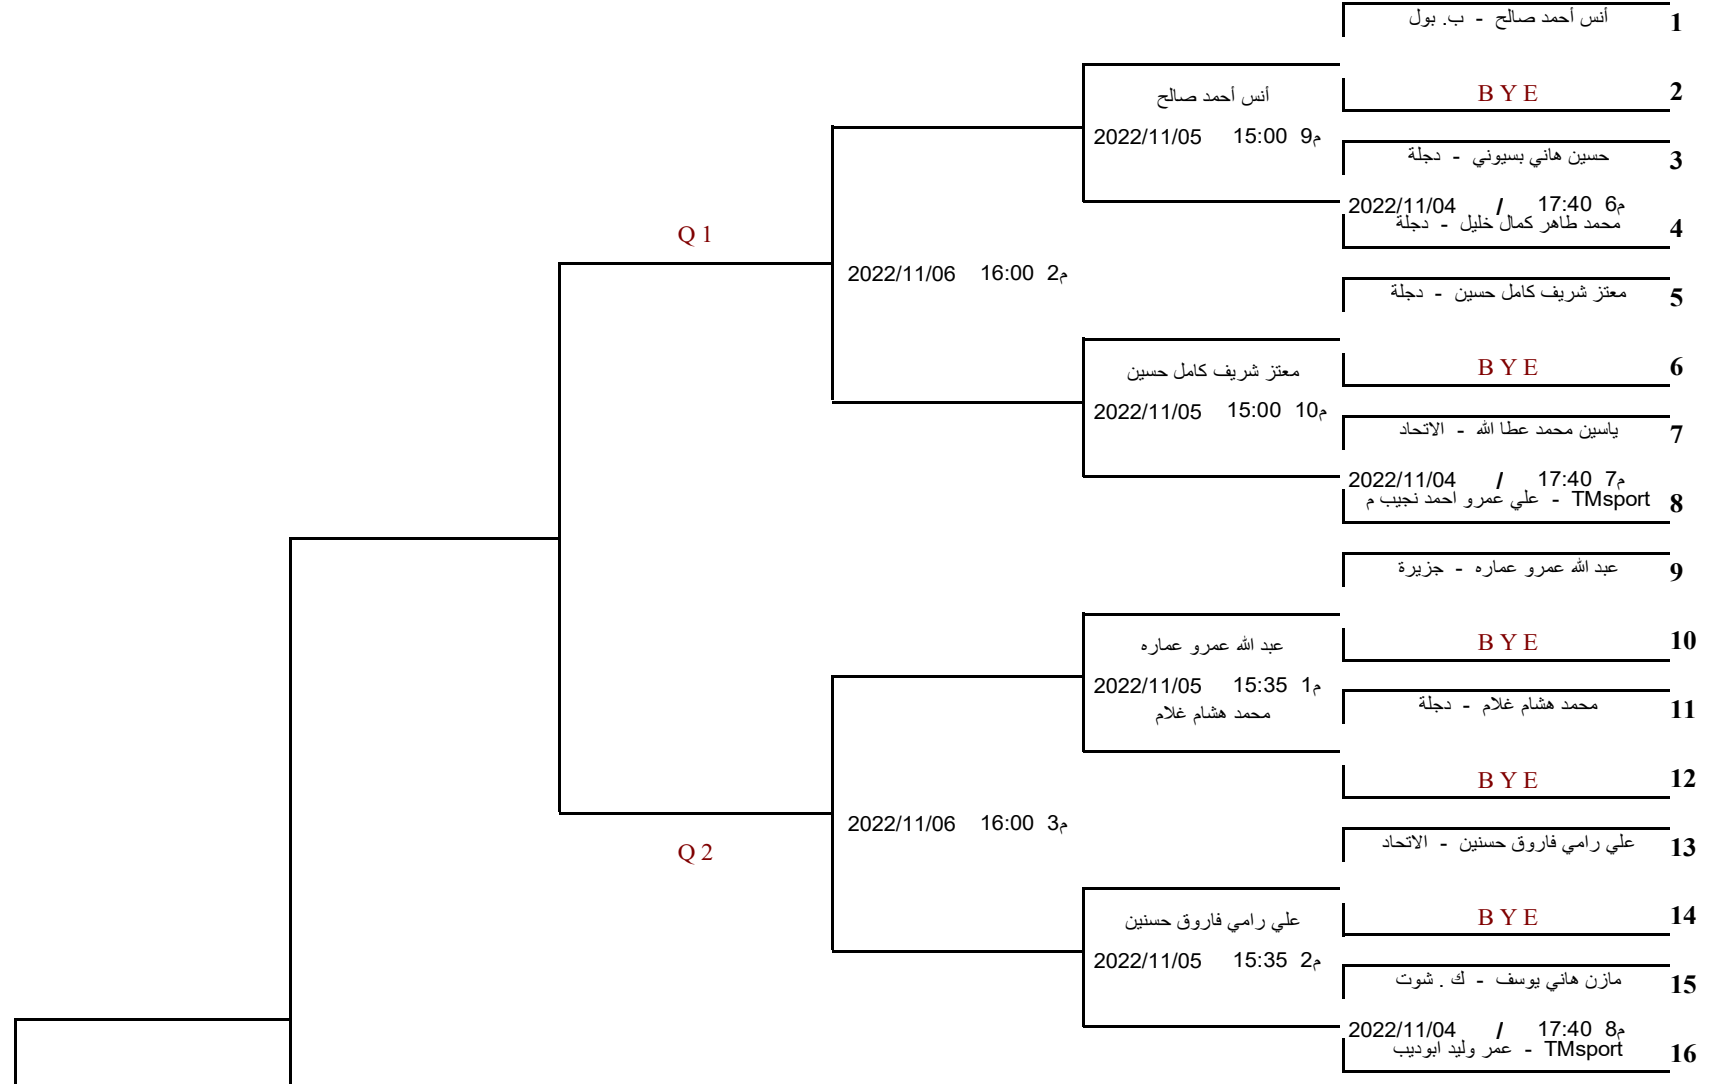 أنس أحمد صالح - ب. بول 1
B Y E 2
أنس أحمد صالح
م9 15:00 2022/11/05
حسين هاني بسيوني - دجلة 3
م6 17:40 / 2022/11/04
محمد طاهر كمال خليل - دجلة 4
Q 1
م2 16:00 2022/11/06
معتز شريف كامل حسين - دجلة 5
B Y E 6
معتز شريف كامل حسين
م10 15:00 2022/11/05
ياسين محمد عطا الله - الاتحاد 7
م7 17:40 / 2022/11/04
علي عمرو احمد نجيب م - TMsport 8
عبد الله عمرو عماره - جزيرة 9
B Y E 10
عبد الله عمرو عماره
م1 15:35 2022/11/05
محمد هشام غلام
محمد هشام غلام - دجلة 11
B Y E 12
م3 16:00 2022/11/06
Q 2
علي رامي فاروق حسنين - الاتحاد 13
B Y E 14
علي رامي فاروق حسنين
م2 15:35 2022/11/05
مازن هاني يوسف - ك . شوت 15
م8 17:40 / 2022/11/04
عمر وليد ابوديب - TMsport 16